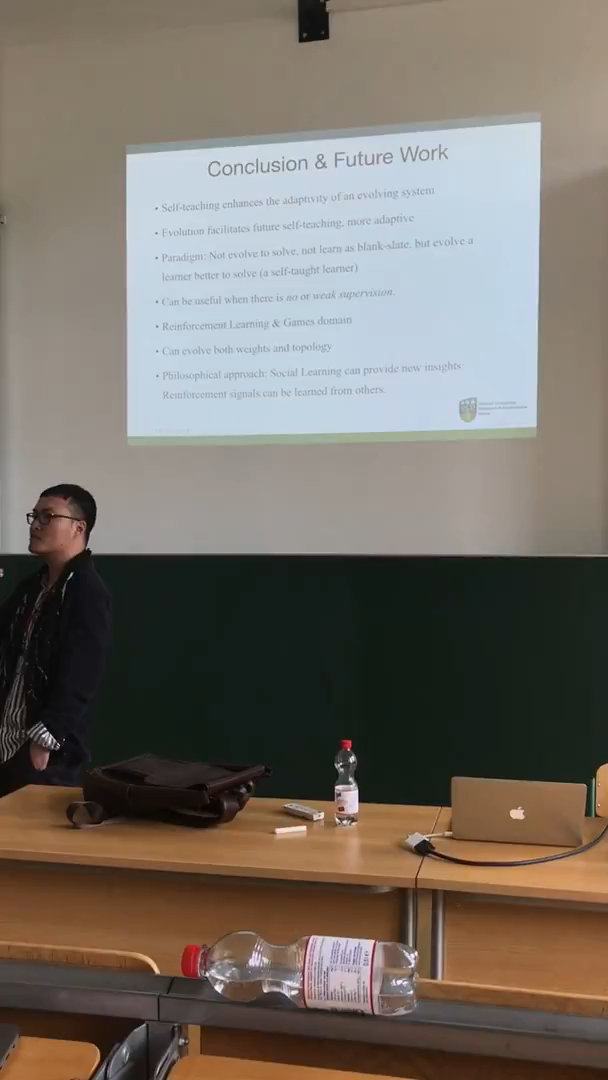 Conclusion & Future Work
• Self-teaching enhances the adaptivity of an evolving system
• Evolution facilitates future self-teaching, more adaptive
• Paradigm: Not evolve to solve, not learn as blank-slate, but evolve a
learner better to solve (a self-taught learner)
• Can be useful when there is no or weak supervision.
• Reinforcement Learning & Games domain
• Can evolve both weights and topology
• Philosophical approach: Social Learning can provide new insights.
Reinforcement signals can be learned from others.